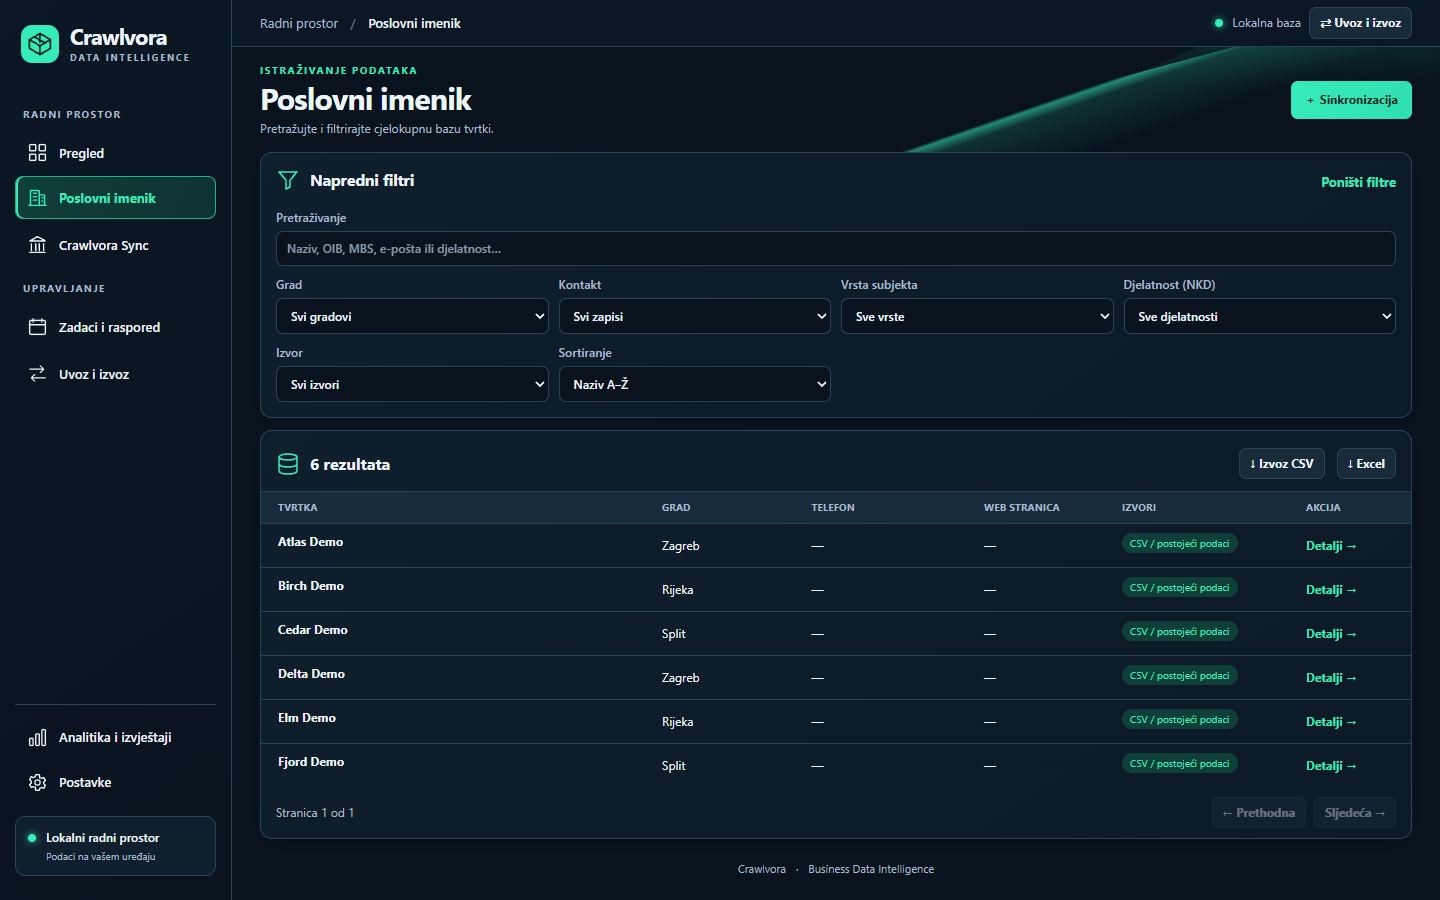 Crawlvora
DATA INTELLIGENCE
RADNI PROSTOR
Pregled
Poslovni imenik
Crawlvora Sync
UPRAVLJANJE
Zadaci i raspored
Uvoz i izvoz
Analitika i izvještaji
Postavke
Lokalni radni prostor
Podaci na vašem uređaju
Radni prostor / Poslovni imenik
Lokalna baza
⇄ Uvoz i izvoz
ISTRAŽIVANJE PODATAKA
Poslovni imenik
Pretražujte i filtrirajte cjelokupnu bazu tvrtki.
+ Sinkronizacija
Napredni filtri
Poništi filtre
Pretraživanje
Naziv, OIB, MBS, e-pošta ili djelatnost...
Grad Kontakt Vrsta subjekta Djelatnost (NKD)
Svi gradovi Svi zapisi Sve vrste Sve djelatnosti
Izvor Sortiranje
Svi izvori Naziv A–Ž
6 rezultata
↓ Izvoz CSV ↓ Excel
TVRTKA GRAD TELEFON WEB STRANICA IZVORI AKCIJA
Atlas Demo Zagreb — — CSV / postojeći podaci Detalji →
Birch Demo Rijeka — — CSV / postojeći podaci Detalji →
Cedar Demo Split — — CSV / postojeći podaci Detalji →
Delta Demo Zagreb — — CSV / postojeći podaci Detalji →
Elm Demo Rijeka — — CSV / postojeći podaci Detalji →
Fjord Demo Split — — CSV / postojeći podaci Detalji →
Stranica 1 od 1
← Prethodna Sljedeća →
Crawlvora · Business Data Intelligence